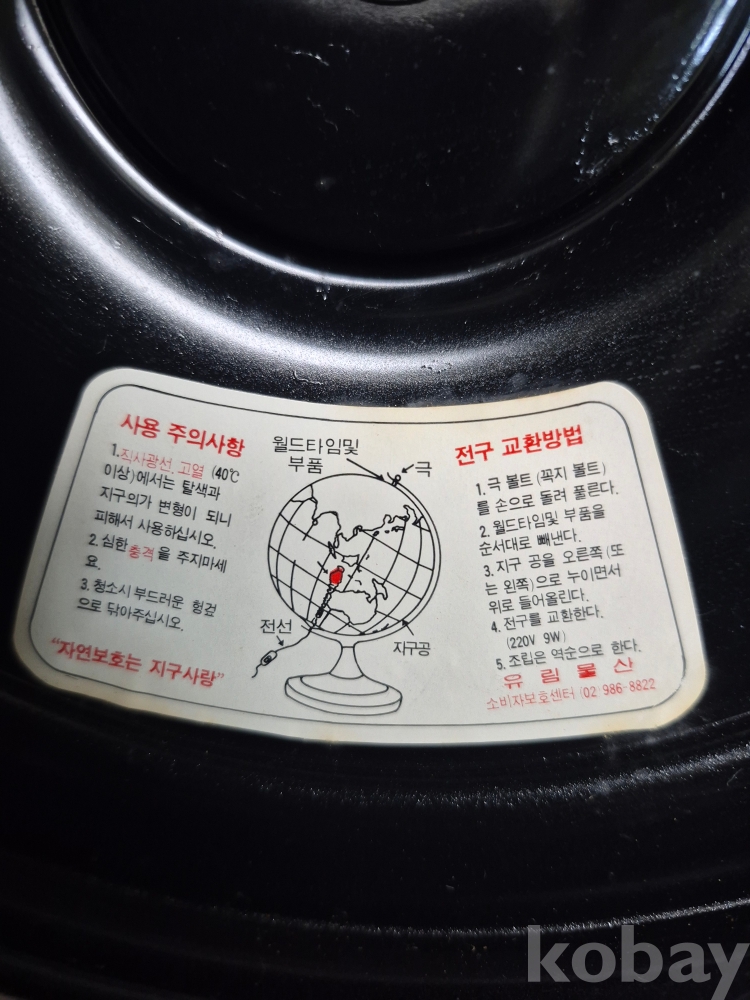 사용 주의사항
1.직사광선, 고열 (40℃
이상)에서는 탈색과
지구의가 변형이 되니
피해서 사용하십시오.
2.심한충격을 주지마세
요.
3.청소시 부드러운 헝겊
으로 닦아주십시오.
"자연보호는 지구사랑"
월드타임및
부품
극
전선
지구공
전구 교환방법
1.극 볼트 (꼭지 볼트)
를 손으로 돌려 푼른다.
2.월드타임및 부품을
순서대로 빼낸다.
3.지구 공을 오른쪽(또
는 왼쪽)으로 누이면서
위로 들어올린다.
4.전구를 교환한다.
(220V 9W)
5.조립은 역순으로 한다.
유림물산
소비자보호센터 (02)986-8822
kobay